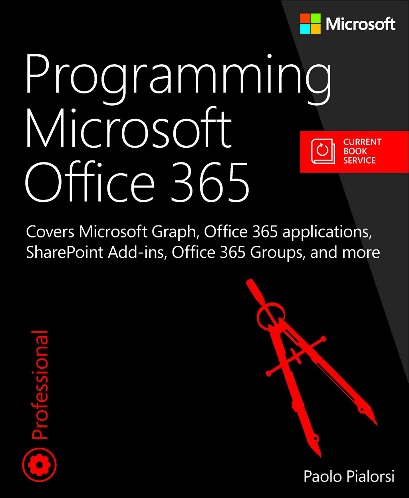 Microsoft
Programming
Microsoft
Office 365
CURRENT
BOOK
SERVICE
Covers Microsoft Graph, Office 365 applications,
SharePoint Add-ins, Office 365 Groups, and more
Professional
Paolo Pialorsi